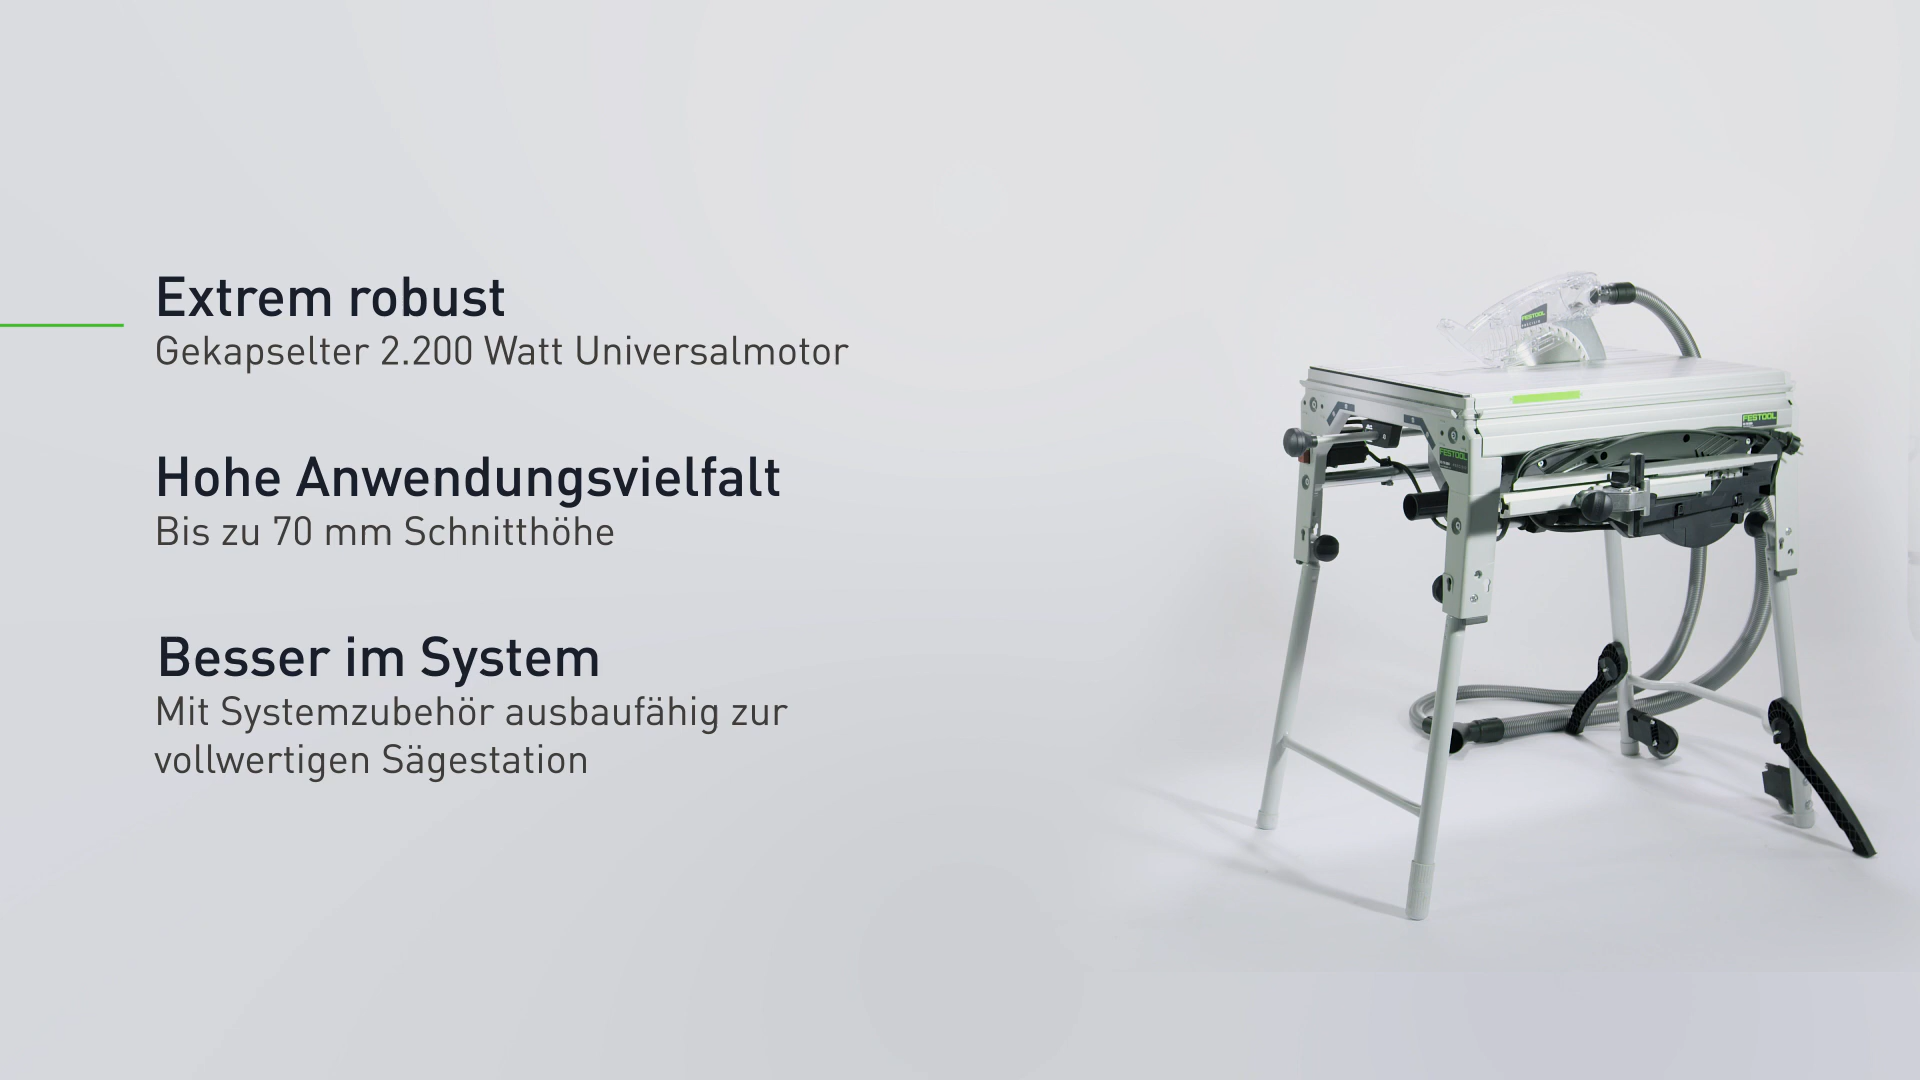 Extrem robust
Gekapselter 2.200 Watt Universalmotor
Hohe Anwendungsvielfalt
Bis zu 70 mm Schnitthöhe
Besser im System
Mit Systemzubehör ausbaufähig zur
vollwertigen Sägestation
FESTOOL
FESTOOL
FESTOOL